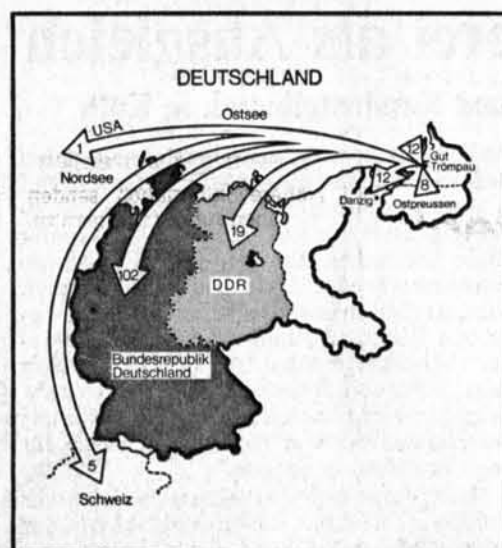 DEUTSCHLAND
Ostsee
1
USA
Nordsee
12
Gut
Trömpau
12
8
Danzig
Ostpreussen
19
102
DDR
Bundesrepublik
Deutschland
5
Schweiz